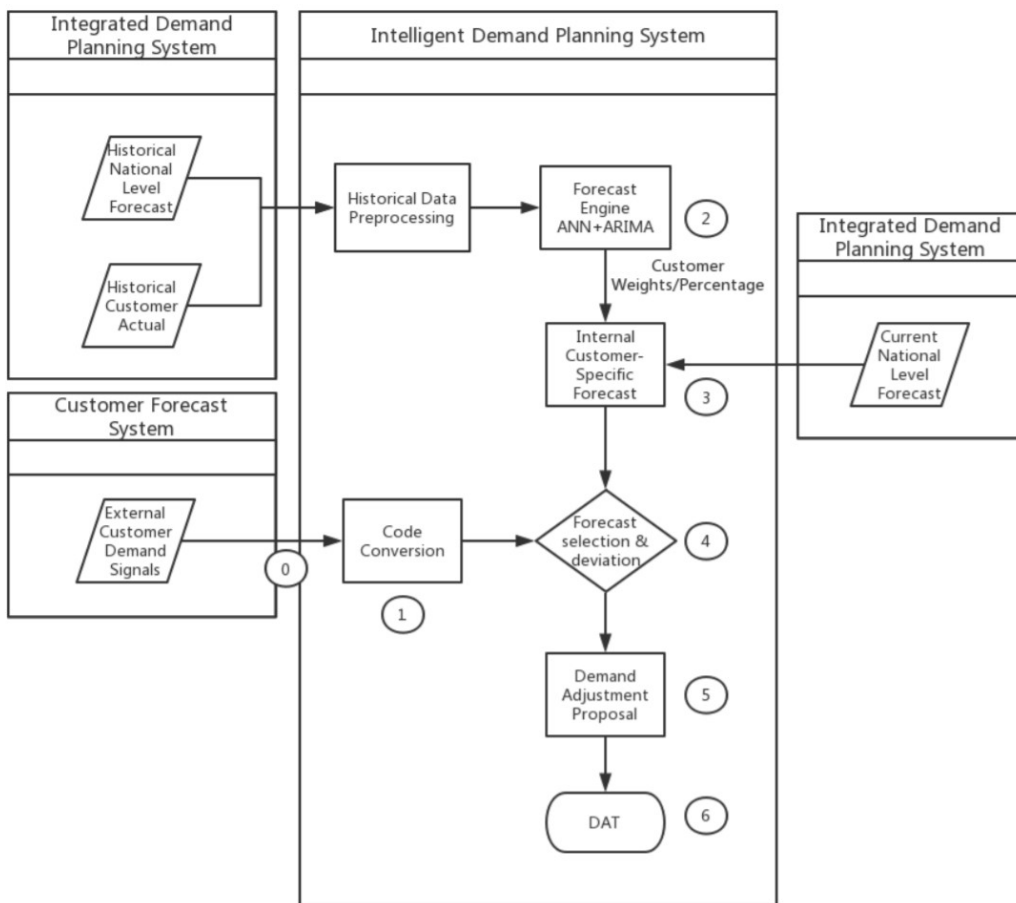 Integrated Demand
Planning System
Historical
National
Level
Forecast
Historical
Customer
Actual
Customer Forecast
System
External
Customer
Demand
Signals
0
Intelligent Demand Planning System
Historical Data
Preprocessing
Forecast
Engine
ANN+ARIMA
2
Customer
Weights/Percentage
Internal
Customer-
Specific
Forecast
3
Code
Conversion
1
Forecast
selection &
deviation
4
Demand
Adjustment
Proposal
5
DAT
6
Integrated Demand
Planning System
Current
National
Level
Forecast